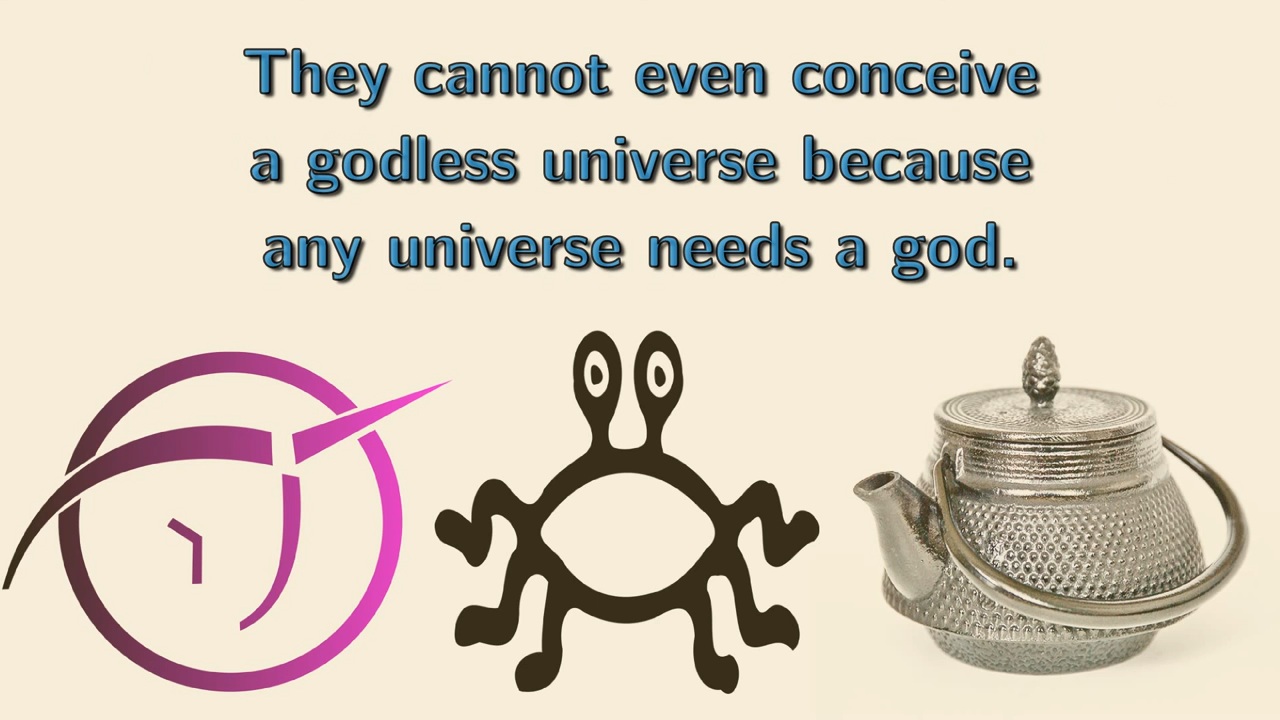 They cannot even conceive
a godless universe because
any universe needs a god.